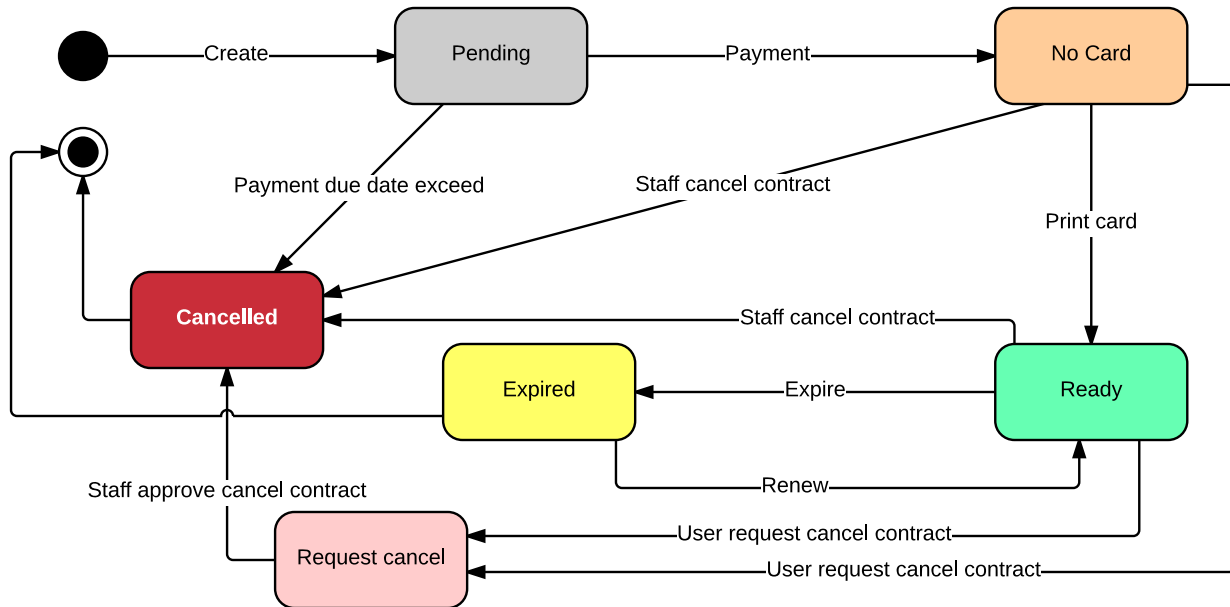 Create
Pending
Payment
No Card
Payment due date exceed
Staff cancel contract
Print card
Cancelled
Staff cancel contract
Expired
Expire
Ready
Renew
Staff approve cancel contract
User request cancel contract
Request cancel
User request cancel contract